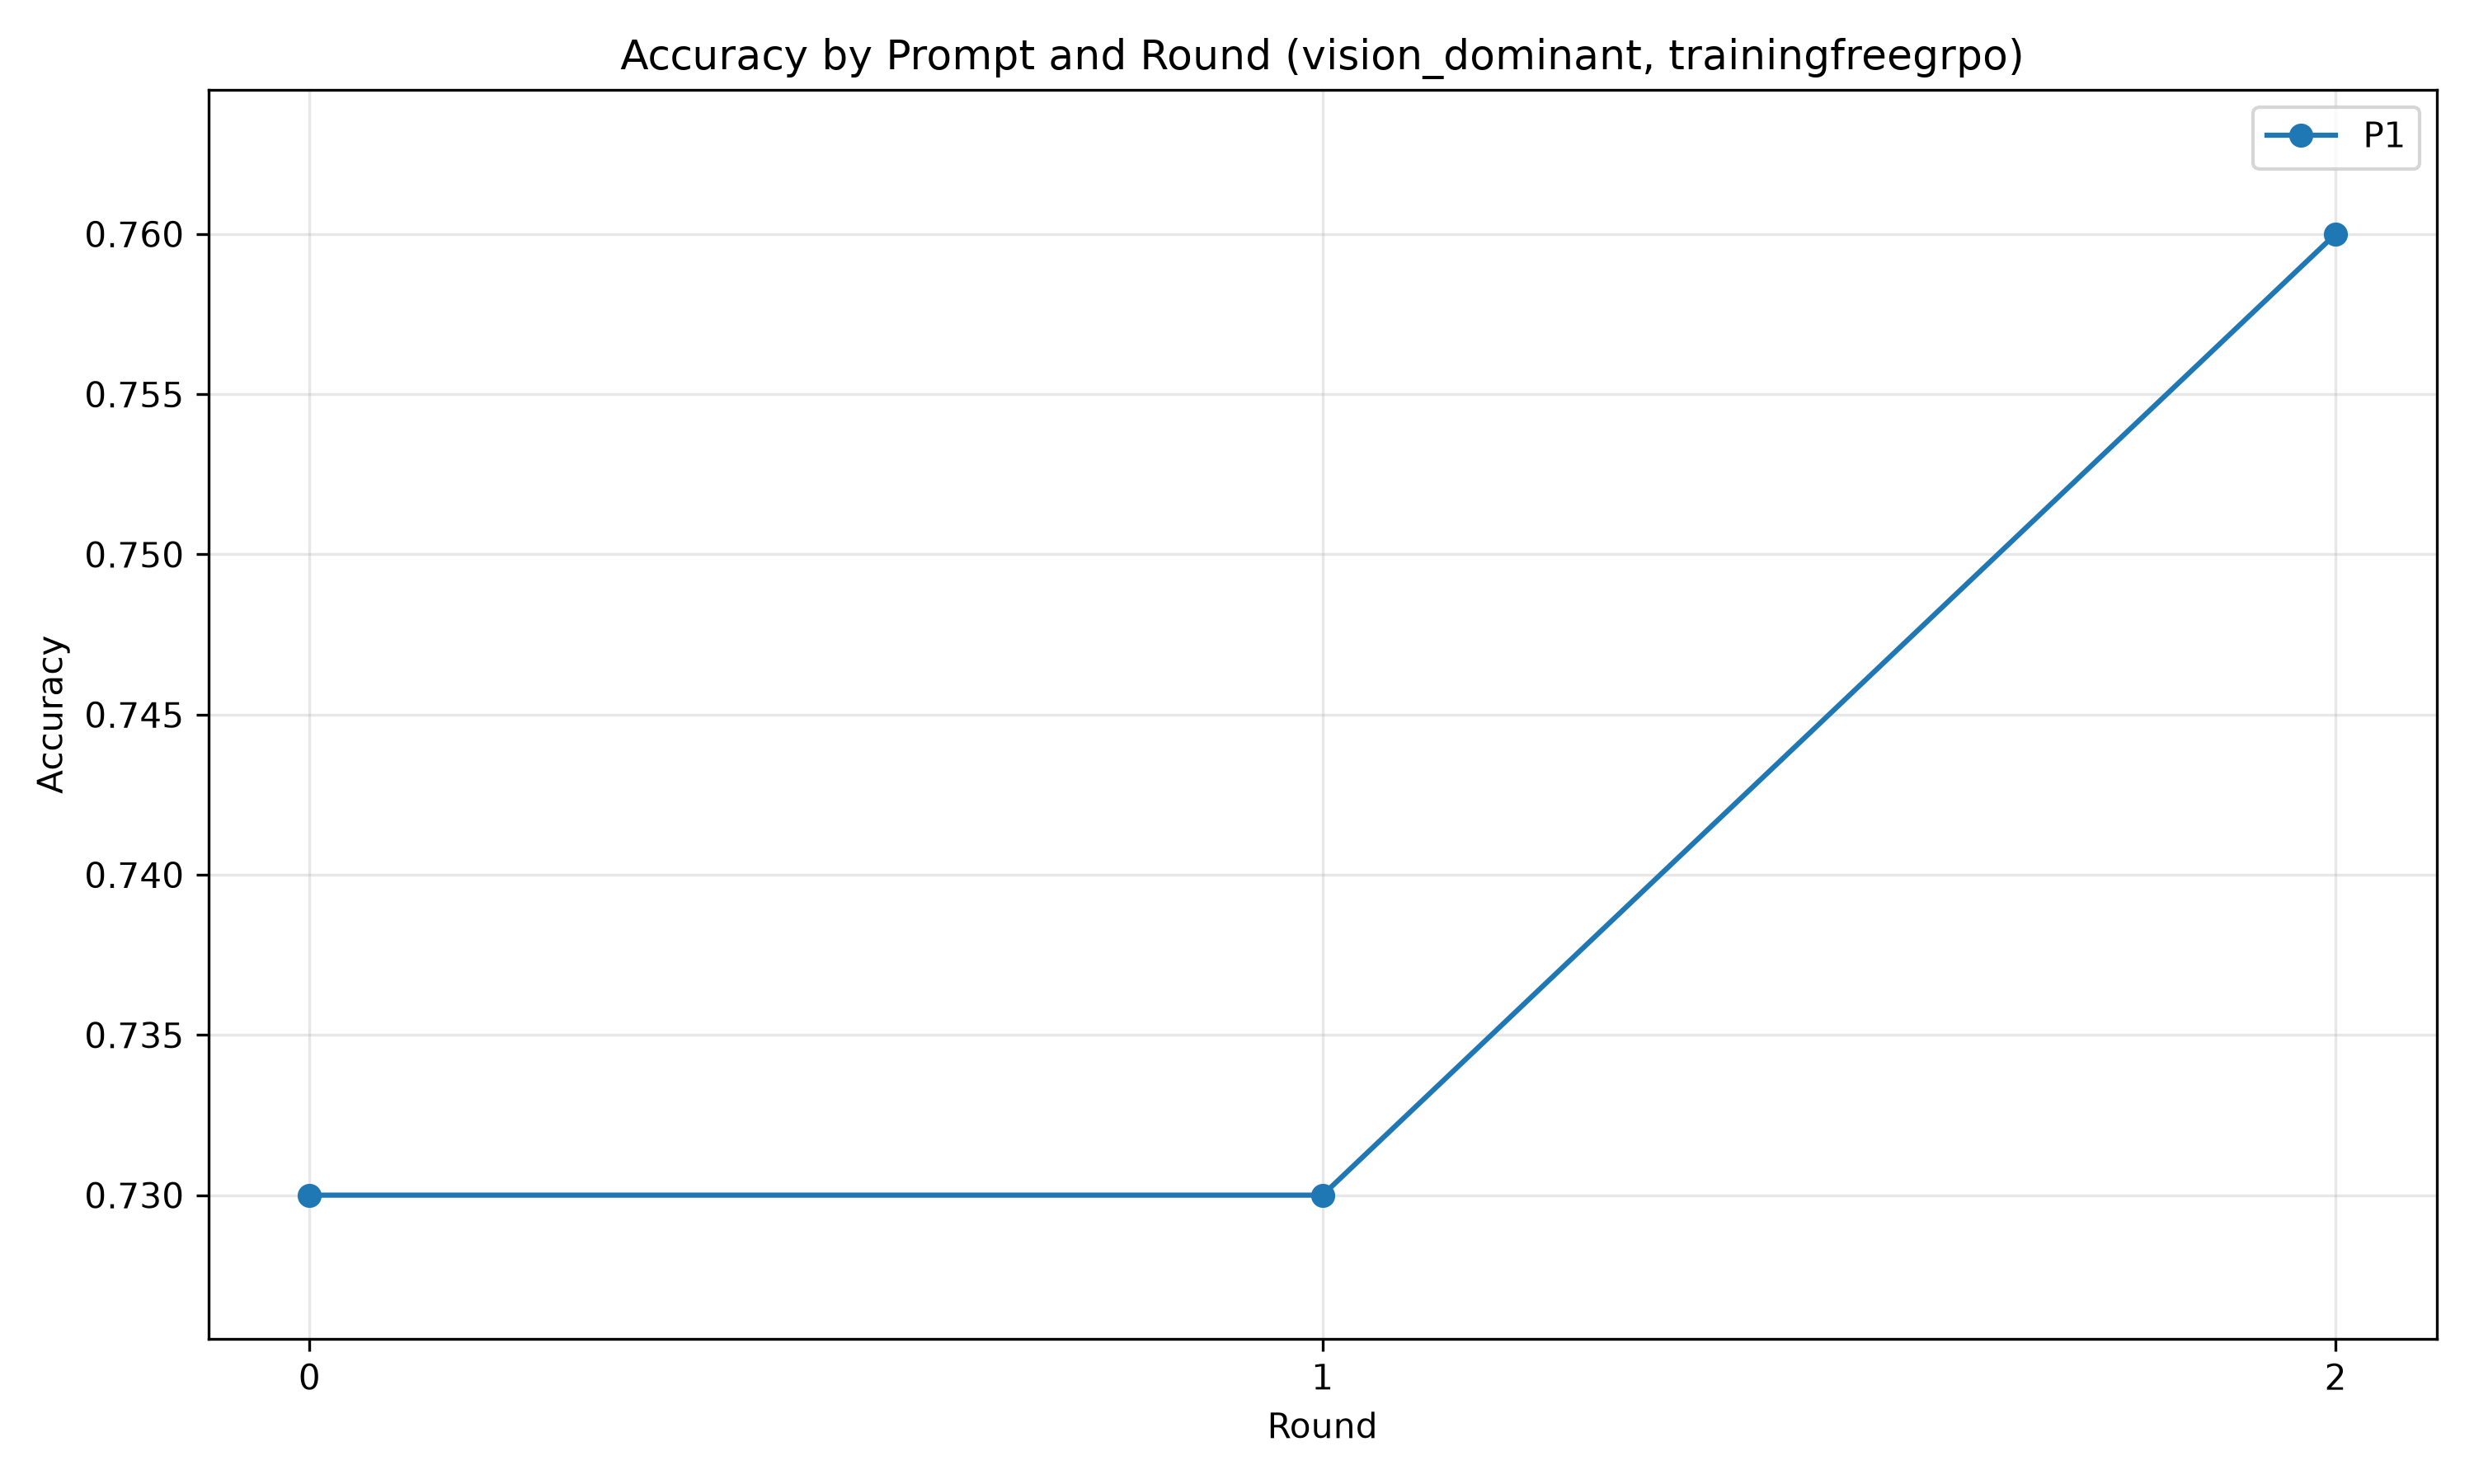 Accuracy by Prompt and Round (vision_dominant, trainingfreegrpo)
P1
0.760
0.755
0.750
0.745
0.740
0.735
0.730
Accuracy
0
1
2
Round